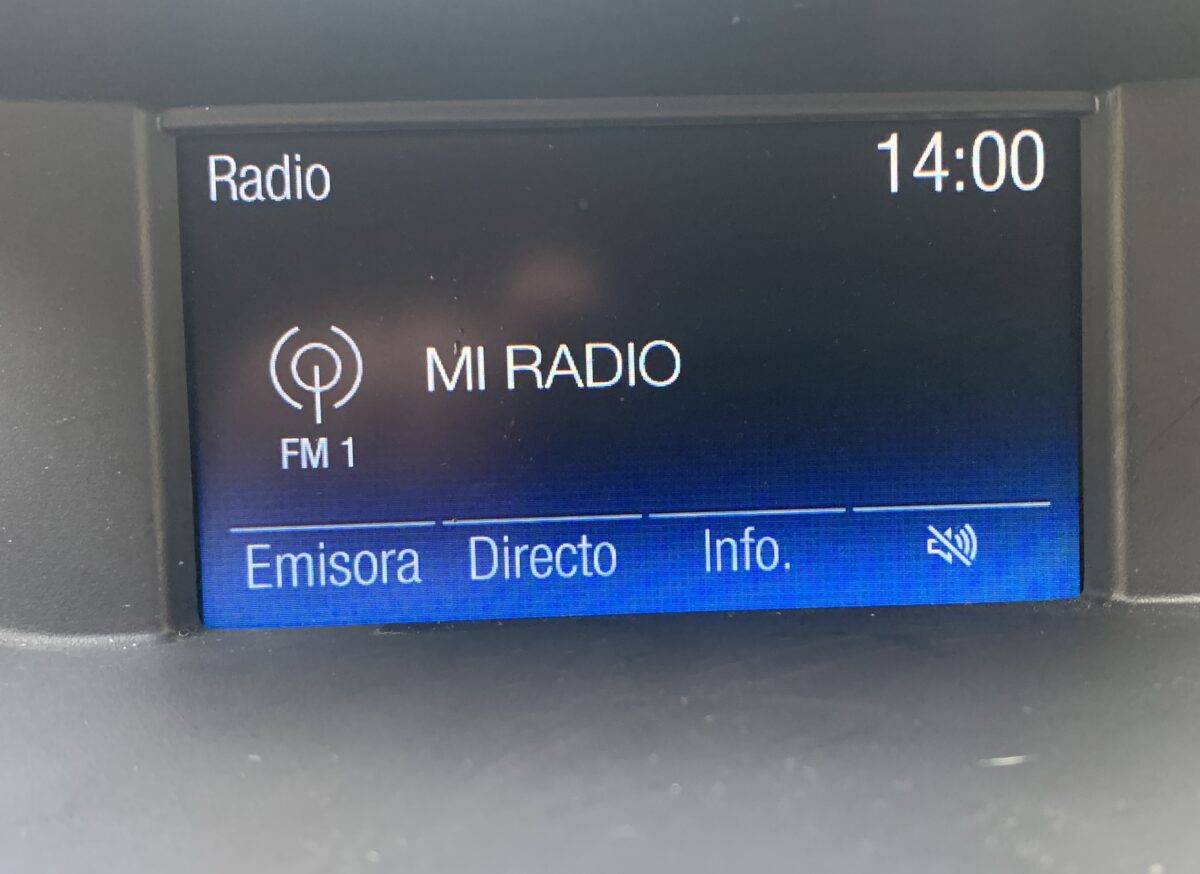 Radio 14:00
MI RADIO
FM 1
Emisora Directo Info.